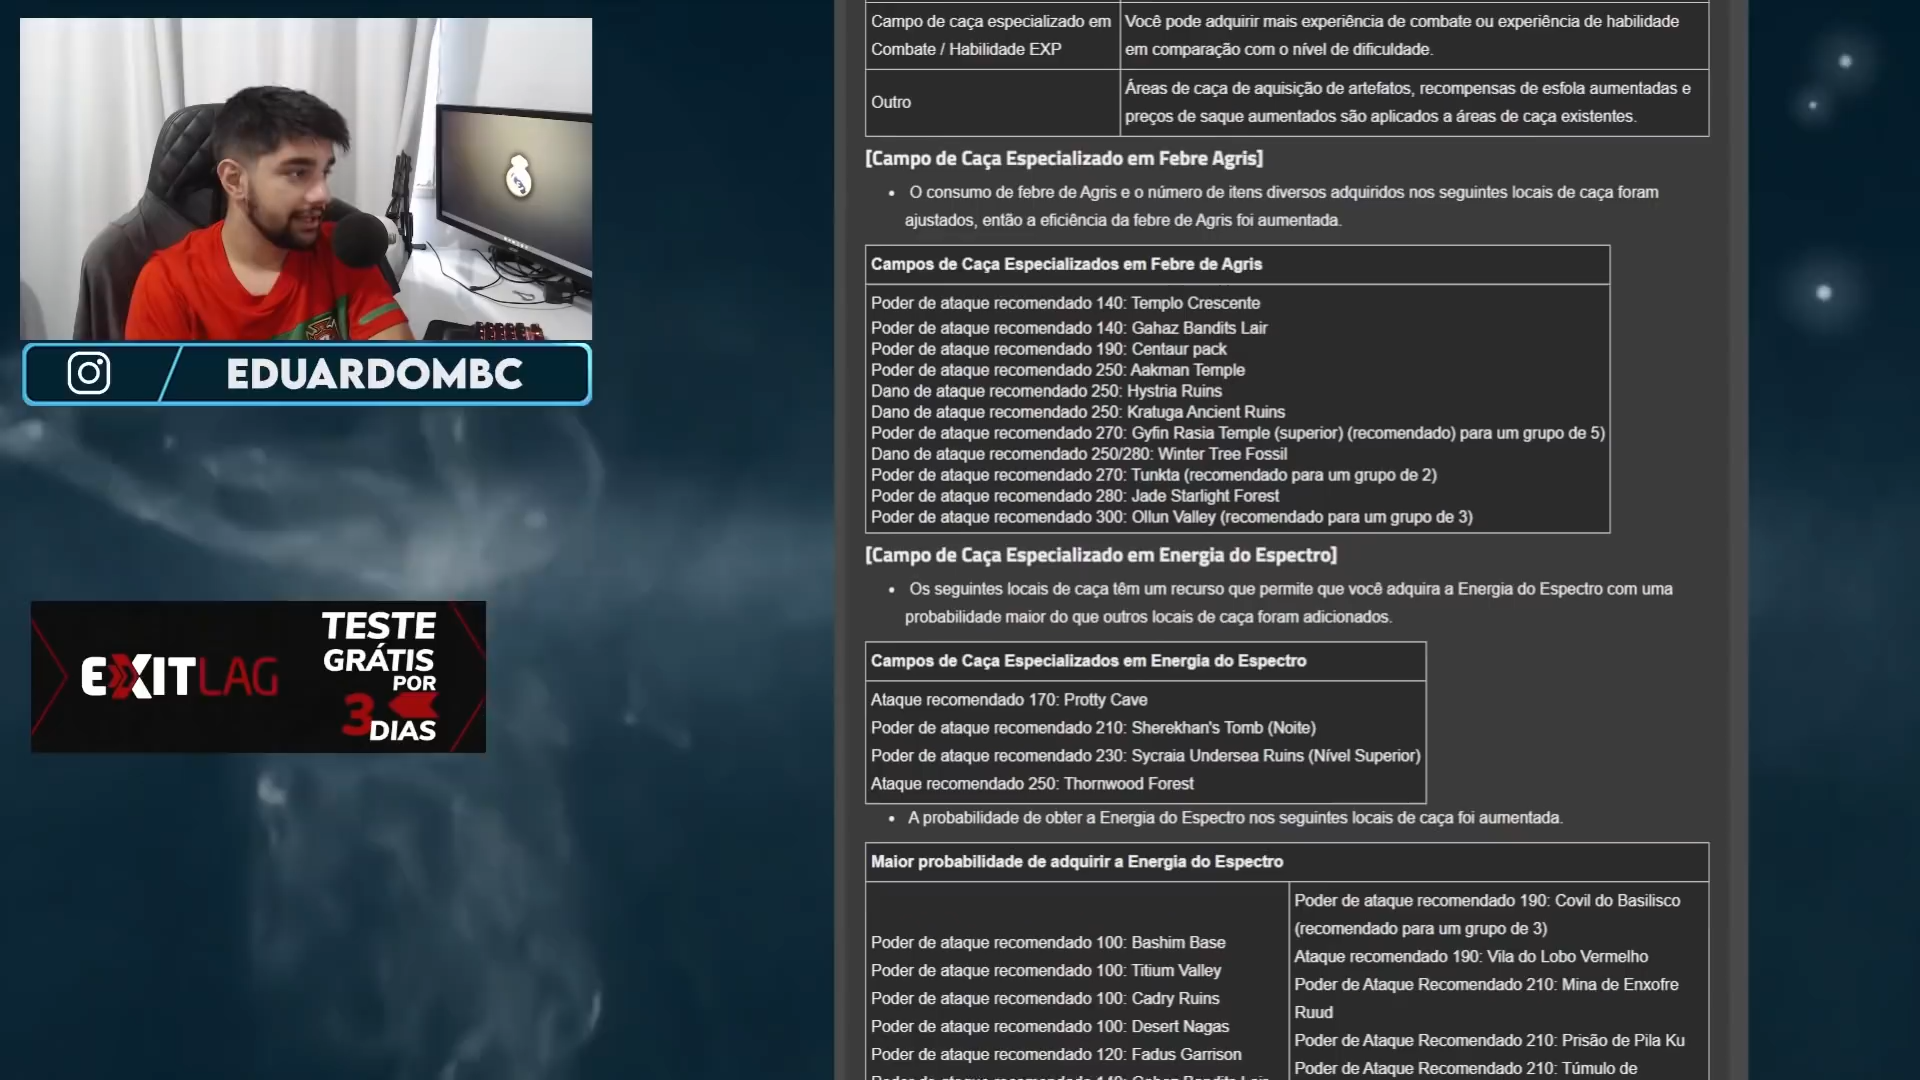 EDUARDOMBC
EXITLAG
TESTE
GRÁTIS
POR
3
DIAS
Campo de caça especializado em
Combate / Habilidade EXP
Você pode adquirir mais experiência de combate ou experiência de habilidade
em comparação com o nível de dificuldade.
Outro
Áreas de caça de aquisição de artefatos, recompensas de esfola aumentadas e
preços de saque aumentados são aplicados a áreas de caça existentes.
[Campo de Caça Especializado em Febre Agris]
• O consumo de febre de Agris e o número de itens diversos adquiridos nos seguintes locais de caça foram
ajustados, então a eficiência da febre de Agris foi aumentada.
Campos de Caça Especializados em Febre de Agris
Poder de ataque recomendado 140: Templo Crescente
Poder de ataque recomendado 140: Gahaz Bandits Lair
Poder de ataque recomendado 190: Centaur pack
Poder de ataque recomendado 250: Aakman Temple
Dano de ataque recomendado 250: Hystria Ruins
Dano de ataque recomendado 250: Kratuga Ancient Ruins
Poder de ataque recomendado 270: Gyfin Rasia Temple (superior) (recomendado) para um grupo de 5)
Dano de ataque recomendado 250/280: Winter Tree Fossil
Poder de ataque recomendado 270: Tunkta (recomendado para um grupo de 2)
Poder de ataque recomendado 280: Jade Starlight Forest
Poder de ataque recomendado 300: Ollun Valley (recomendado para um grupo de 3)
[Campo de Caça Especializado em Energia do Espectro]
• Os seguintes locais de caça têm um recurso que permite que você adquira a Energia do Espectro com uma
probabilidade maior do que outros locais de caça foram adicionados.
Campos de Caça Especializados em Energia do Espectro
Ataque recomendado 170: Protty Cave
Poder de ataque recomendado 210: Sherekhan's Tomb (Noite)
Poder de ataque recomendado 230: Sycraia Undersea Ruins (Nível Superior)
Ataque recomendado 250: Thornwood Forest
• A probabilidade de obter a Energia do Espectro nos seguintes locais de caça foi aumentada.
Maior probabilidade de adquirir a Energia do Espectro
Poder de ataque recomendado 100: Bashim Base
Poder de ataque recomendado 100: Titium Valley
Poder de ataque recomendado 100: Cadry Ruins
Poder de ataque recomendado 100: Desert Nagas
Poder de ataque recomendado 120: Fadus Garrison
Poder de ataque recomendado 140: Gahaz Bandits Lair
Poder de ataque recomendado 190: Covil do Basilisco
(recomendado para um grupo de 3)
Ataque recomendado 190: Vila do Lobo Vermelho
Poder de Ataque Recomendado 210: Mina de Enxofre
Ruud
Poder de Ataque Recomendado 210: Prisão de Pila Ku
Poder de Ataque Recomendado 210: Túmulo de